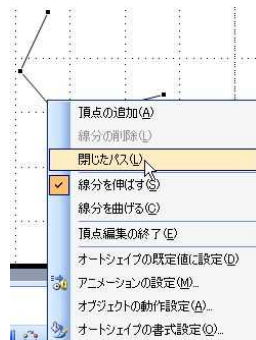 頂点の追加(A)
線分の削除(L)
閉じたパス(L)
線分を伸ばす(S)
線分を曲げる(C)
頂点編集の終了(E)
オートシェイプの既定値に設定(D)
アニメーションの設定(M)...
オブジェクトの動作設定(A)...
オートシェイプの書式設定(O)...